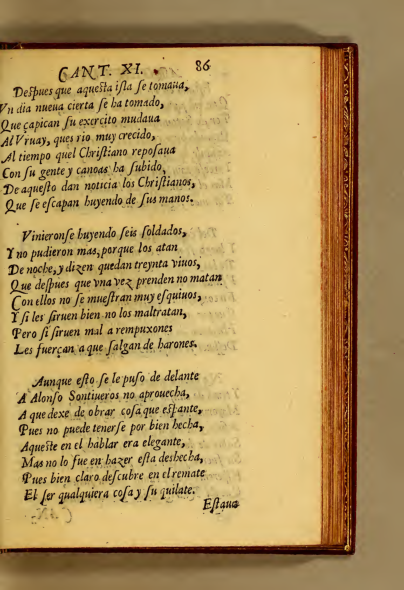 CANT. XI. 86
Deſpues que aqueſta iſla ſe tomaua,
Vn dia nueua cierta ſe ha tomado,
Que çapican ſu exercito mudaua
Al Vruay, ques rio muy crecido,
Al tiempo quel Chriſtiano repoſaua
Con ſu gente y canoas ha ſubido,
De aqueſto dan noticia los Chriſtianos,
Que ſe eſcapan huyendo de ſus manos.
Vinieronſe huyendo ſeis ſoldados,
Y no pudieron mas, porque los atan
De noche, y dizen quedan treynta viuos,
Que deſpues que vna vez prenden no matan
Con ellos no ſe mueſtran muy eſquiuos,
Y ſi les ſiruen bien no los maltratan,
Pero ſi ſiruen mal a rempuxones
Les fuerçan a que ſalgan de harones.
Aunque eſto ſe le puſo de delante
A Alonſo Sontiueros no aprouecha,
A que dexe de obrar coſa que eſpante,
Pues no puede tenerſe por bien hecha,
Aqueſte en el hablar era elegante,
Mas no lo fue en hazer eſta deshecha,
Pues bien claro deſcubre en el remate
El ſer qualquiera coſa y ſu quilate.
Eſtaua